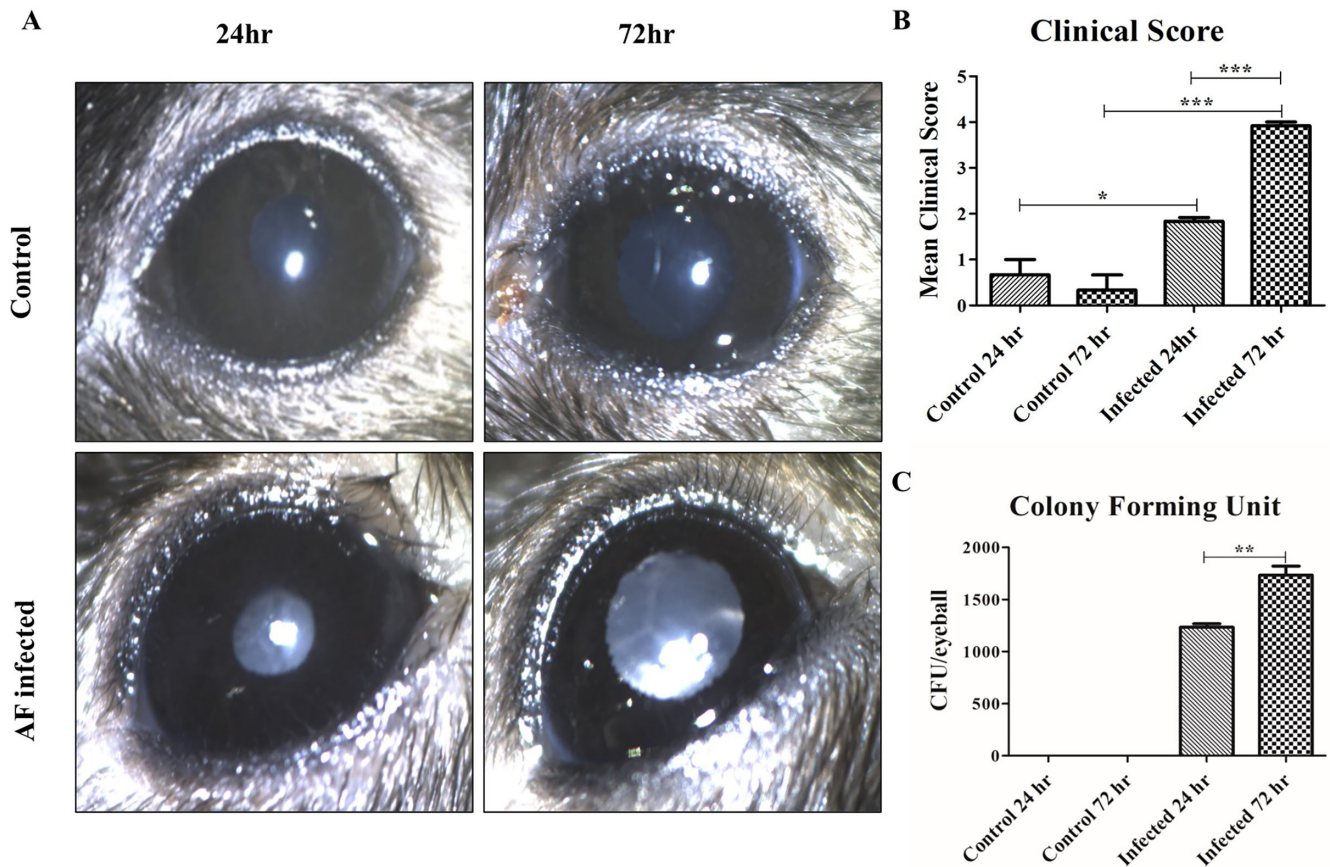 A
24hr
72hr
Control
AF infected
B
Clinical Score
Mean Clinical Score
5
4
3
2
1
0
***
***
*
Control 24 hr
Control 72 hr
Infected 24hr
Infected 72 hr
C
Colony Forming Unit
CFU/eyeball
2000
1500
1000
500
0
**
Control 24 hr
Control 72 hr
Infected 24 hr
Infected 72 hr